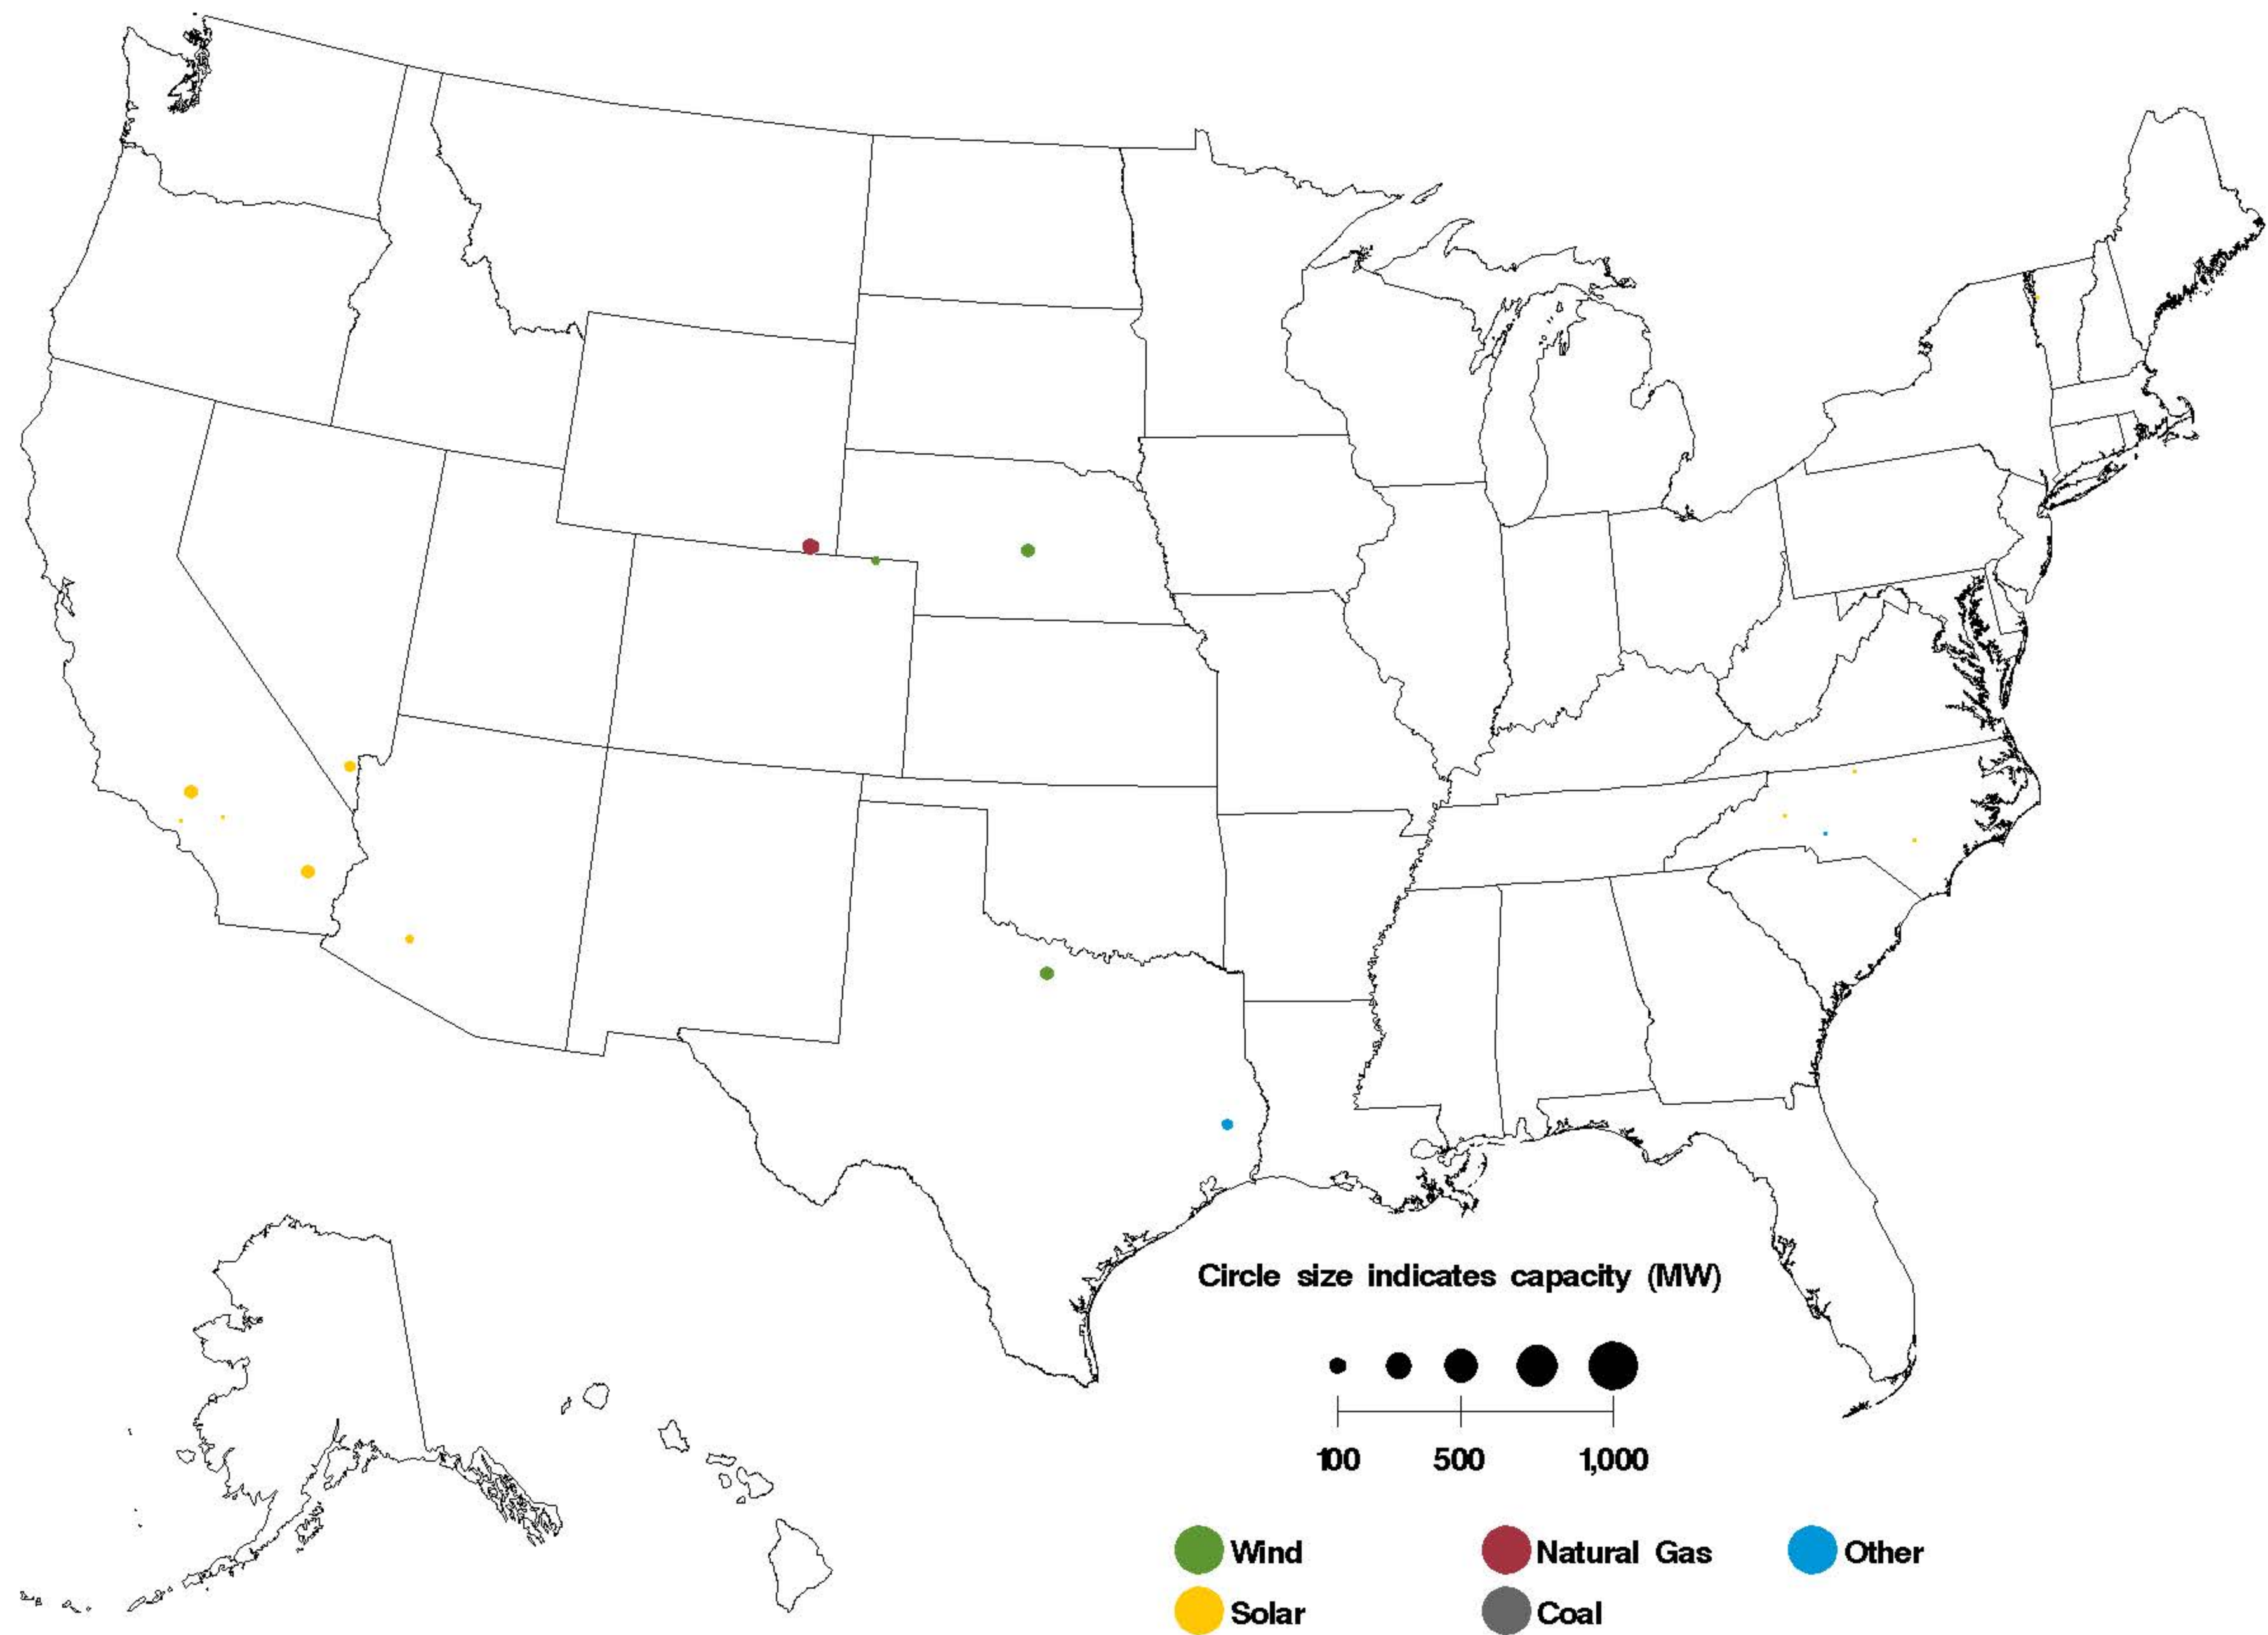 Circle size indicates capacity (MW)
100 500 1,000
Wind Natural Gas Other
Solar Coal